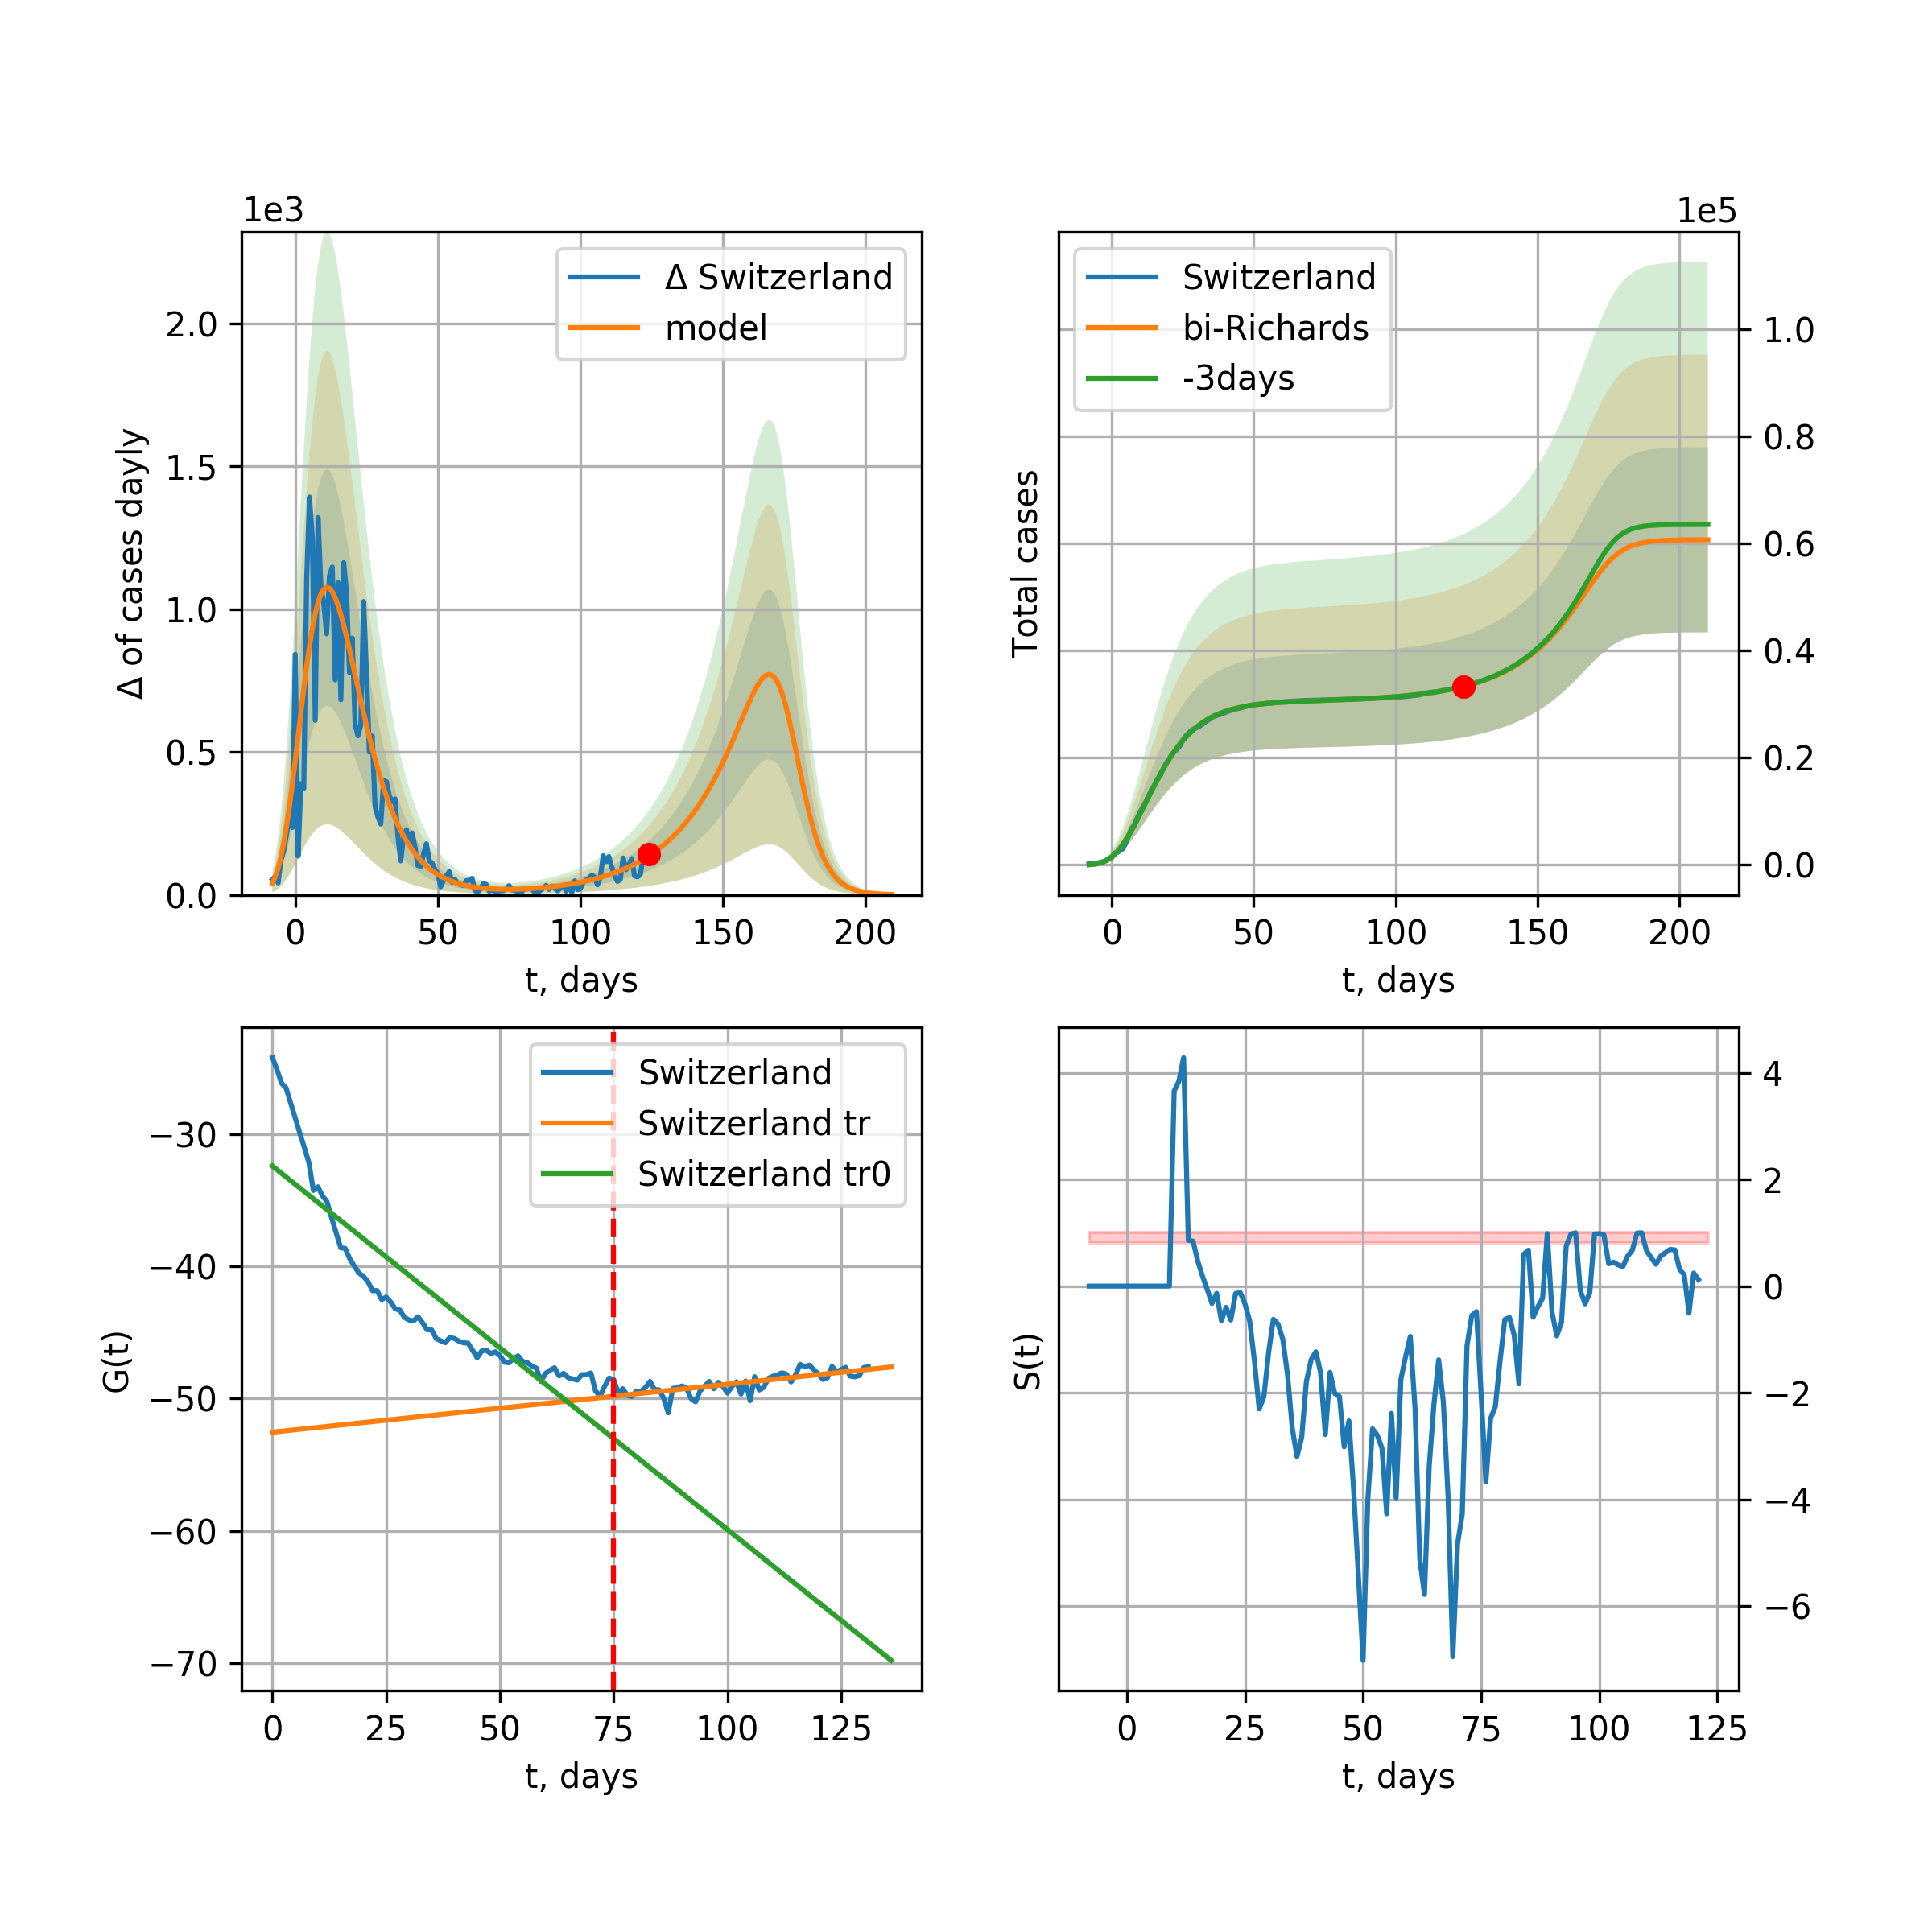 1e3
Δ of cases dayly
2.0
1.5
1.0
0.5
0.0
Δ Switzerland
model
0 50 100 150 200
t, days
1e5
Total cases
Switzerland
bi-Richards
-3days
1.0
0.8
0.6
0.4
0.2
0.0
0 50 100 150 200
t, days
G(t)
−30
−40
−50
−60
−70
Switzerland
Switzerland tr
Switzerland tr0
0 25 50 75 100 125
t, days
S(t)
4
2
0
−2
−4
−6
0 25 50 75 100 125
t, days